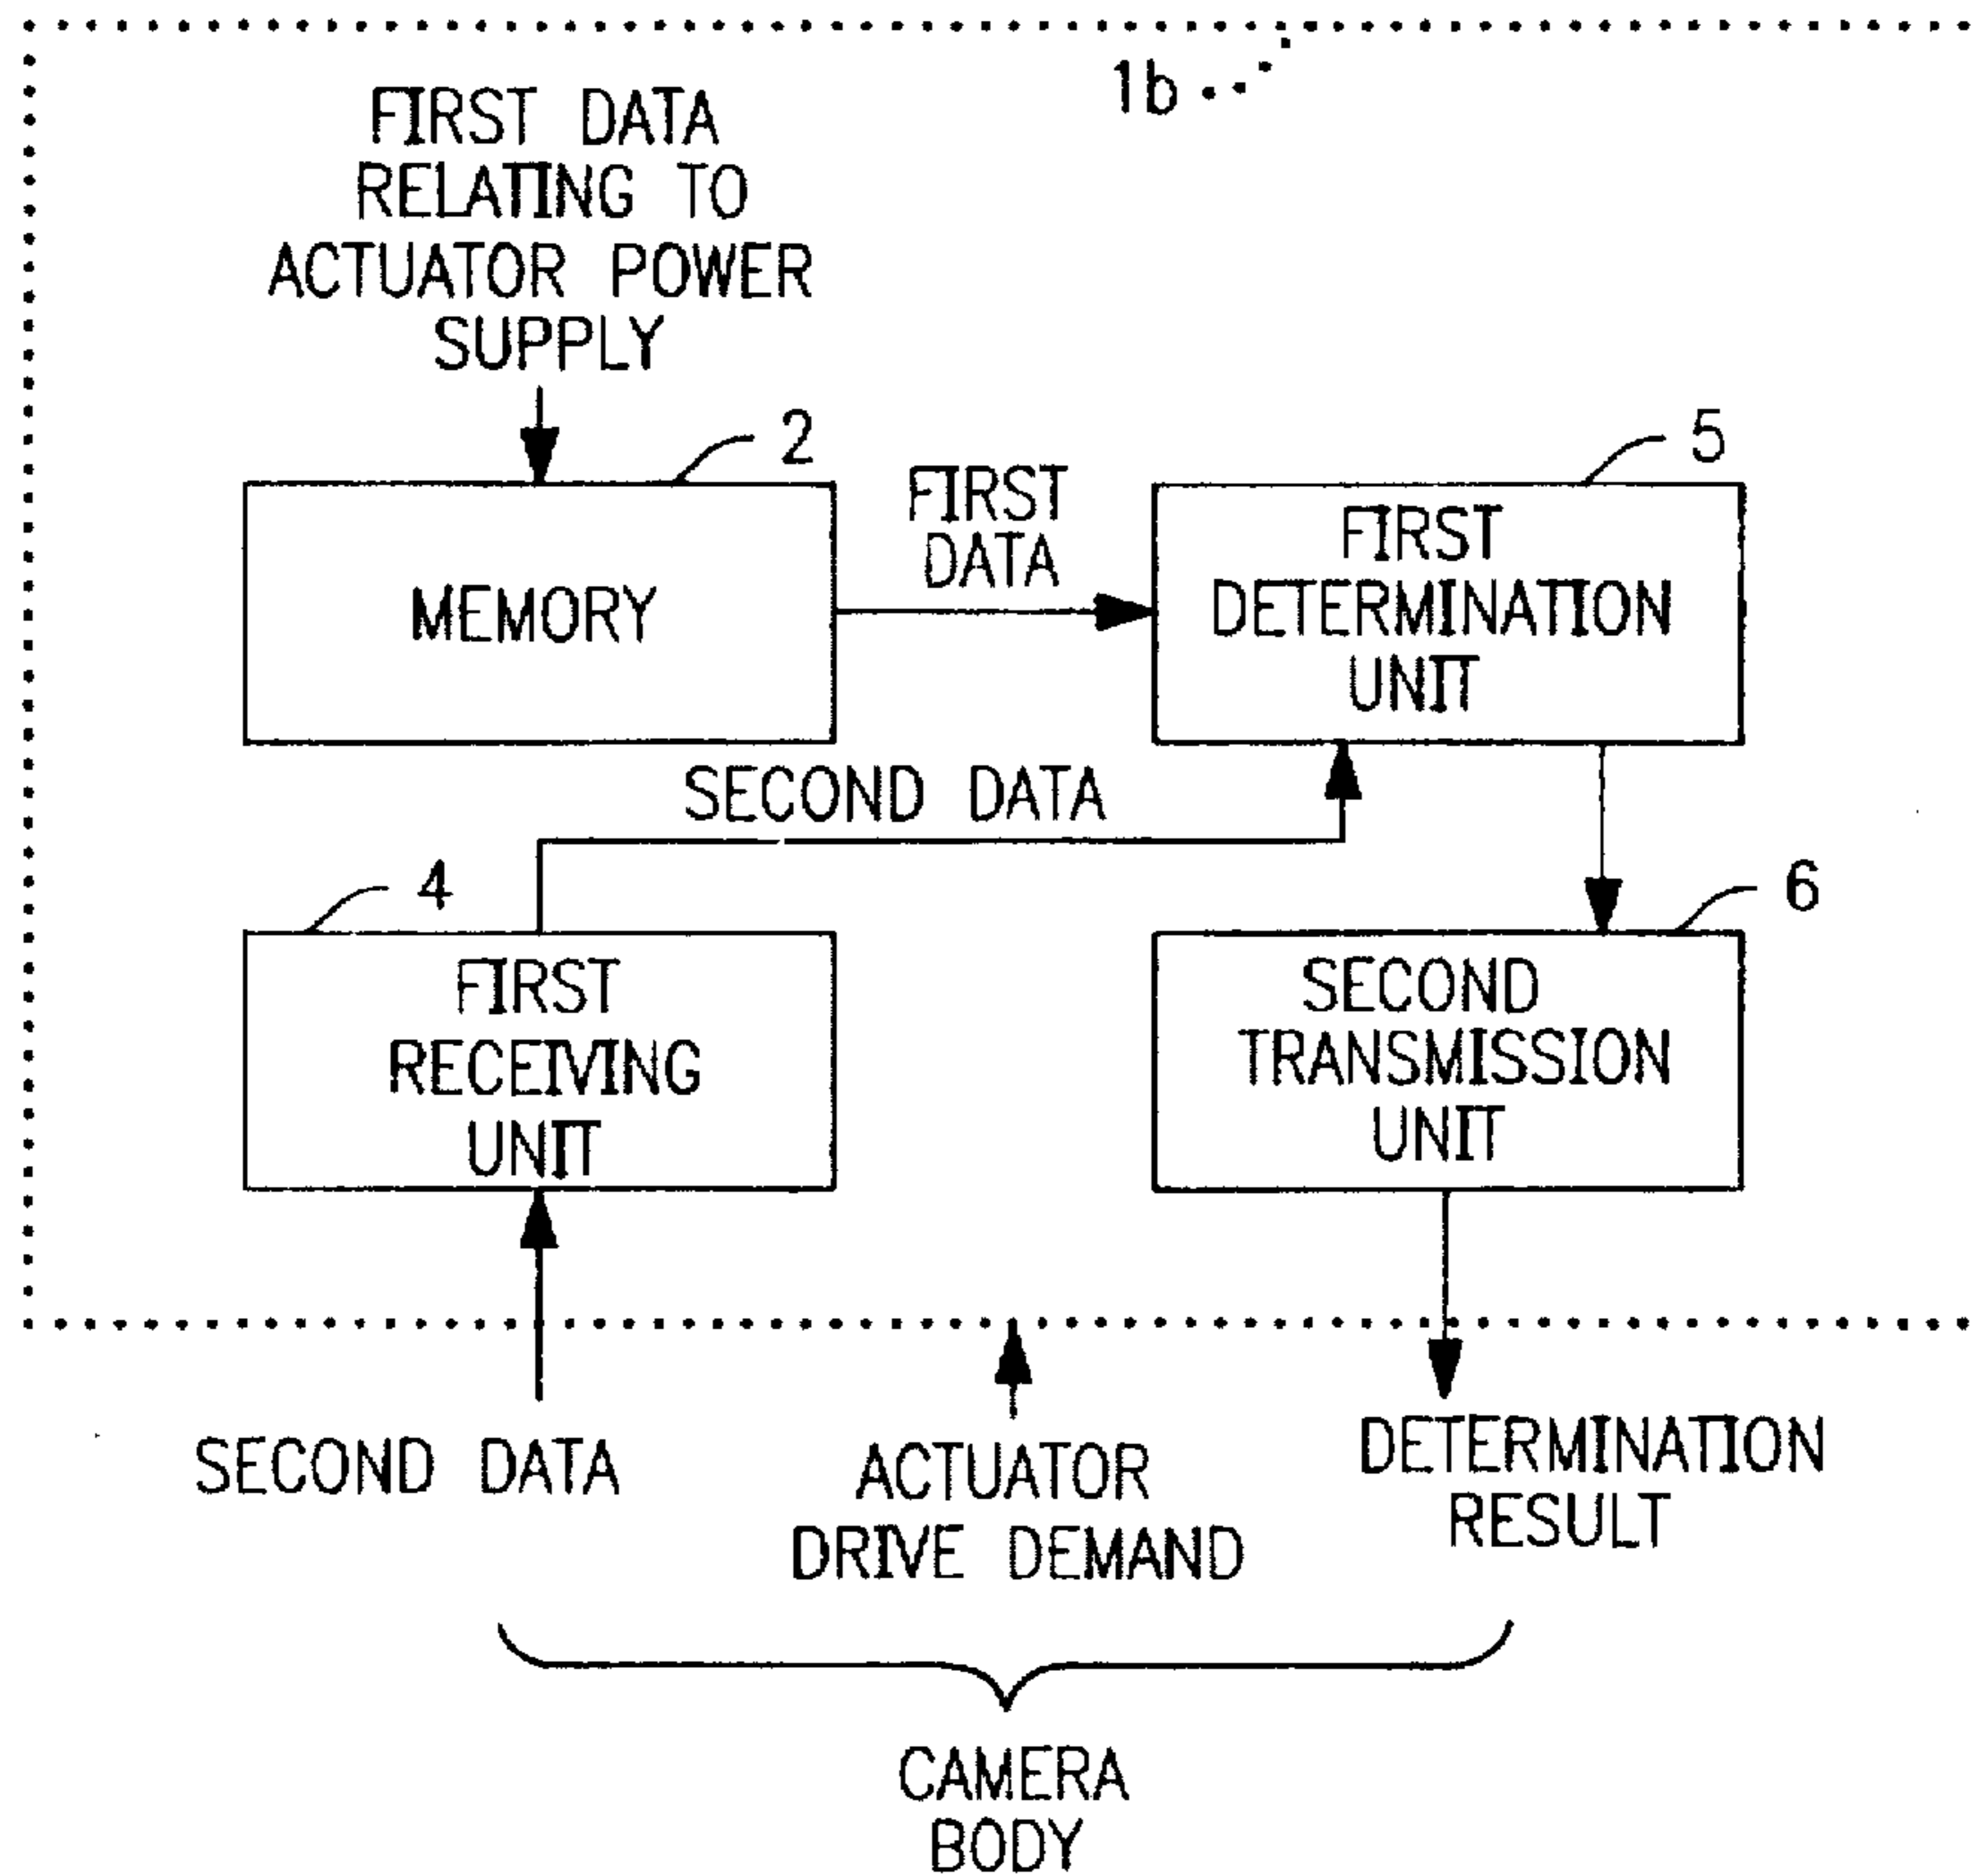 1b
FIRST DATA
RELATING TO
ACTUATOR POWER
SUPPLY
2
5
FIRST
DATA
MEMORY
FIRST
DETERMINATION
UNIT
SECOND DATA
4
6
FIRST
RECEIVING
UNIT
SECOND
TRANSMISSION
UNIT
SECOND DATA
ACTUATOR
DRIVE DEMAND
DETERMINATION
RESULT
CAMERA
BODY